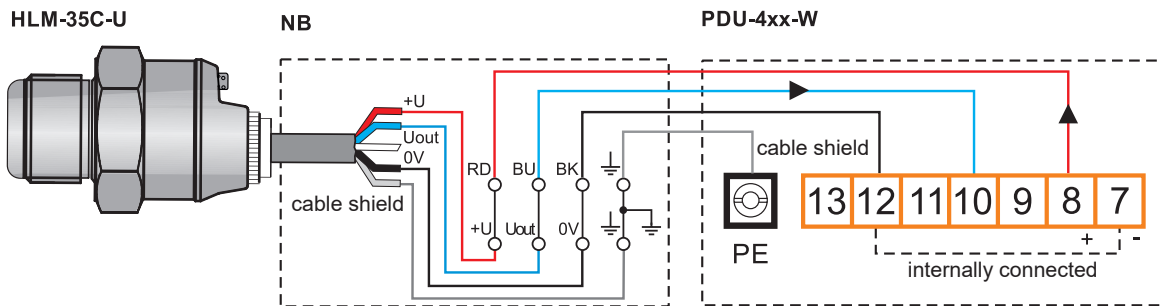 HLM-35C-U
NB
PDU-4xx-W
+U
Uout
0V
cable shield
RD
BU
BK
+U
Uout
0V
cable shield
PE
13 12 11 10 9 8 7
+ -
internally connected